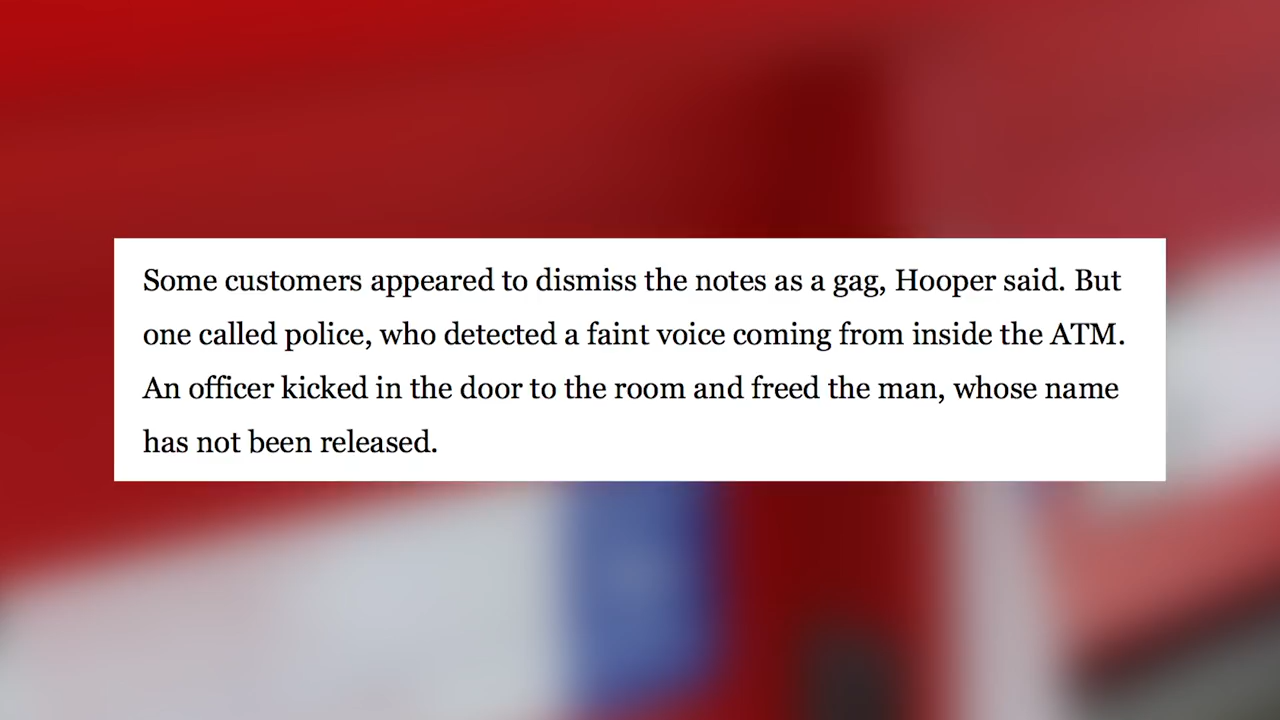 Some customers appeared to dismiss the notes as a gag, Hooper said. But
one called police, who detected a faint voice coming from inside the ATM.
An officer kicked in the door to the room and freed the man, whose name
has not been released.